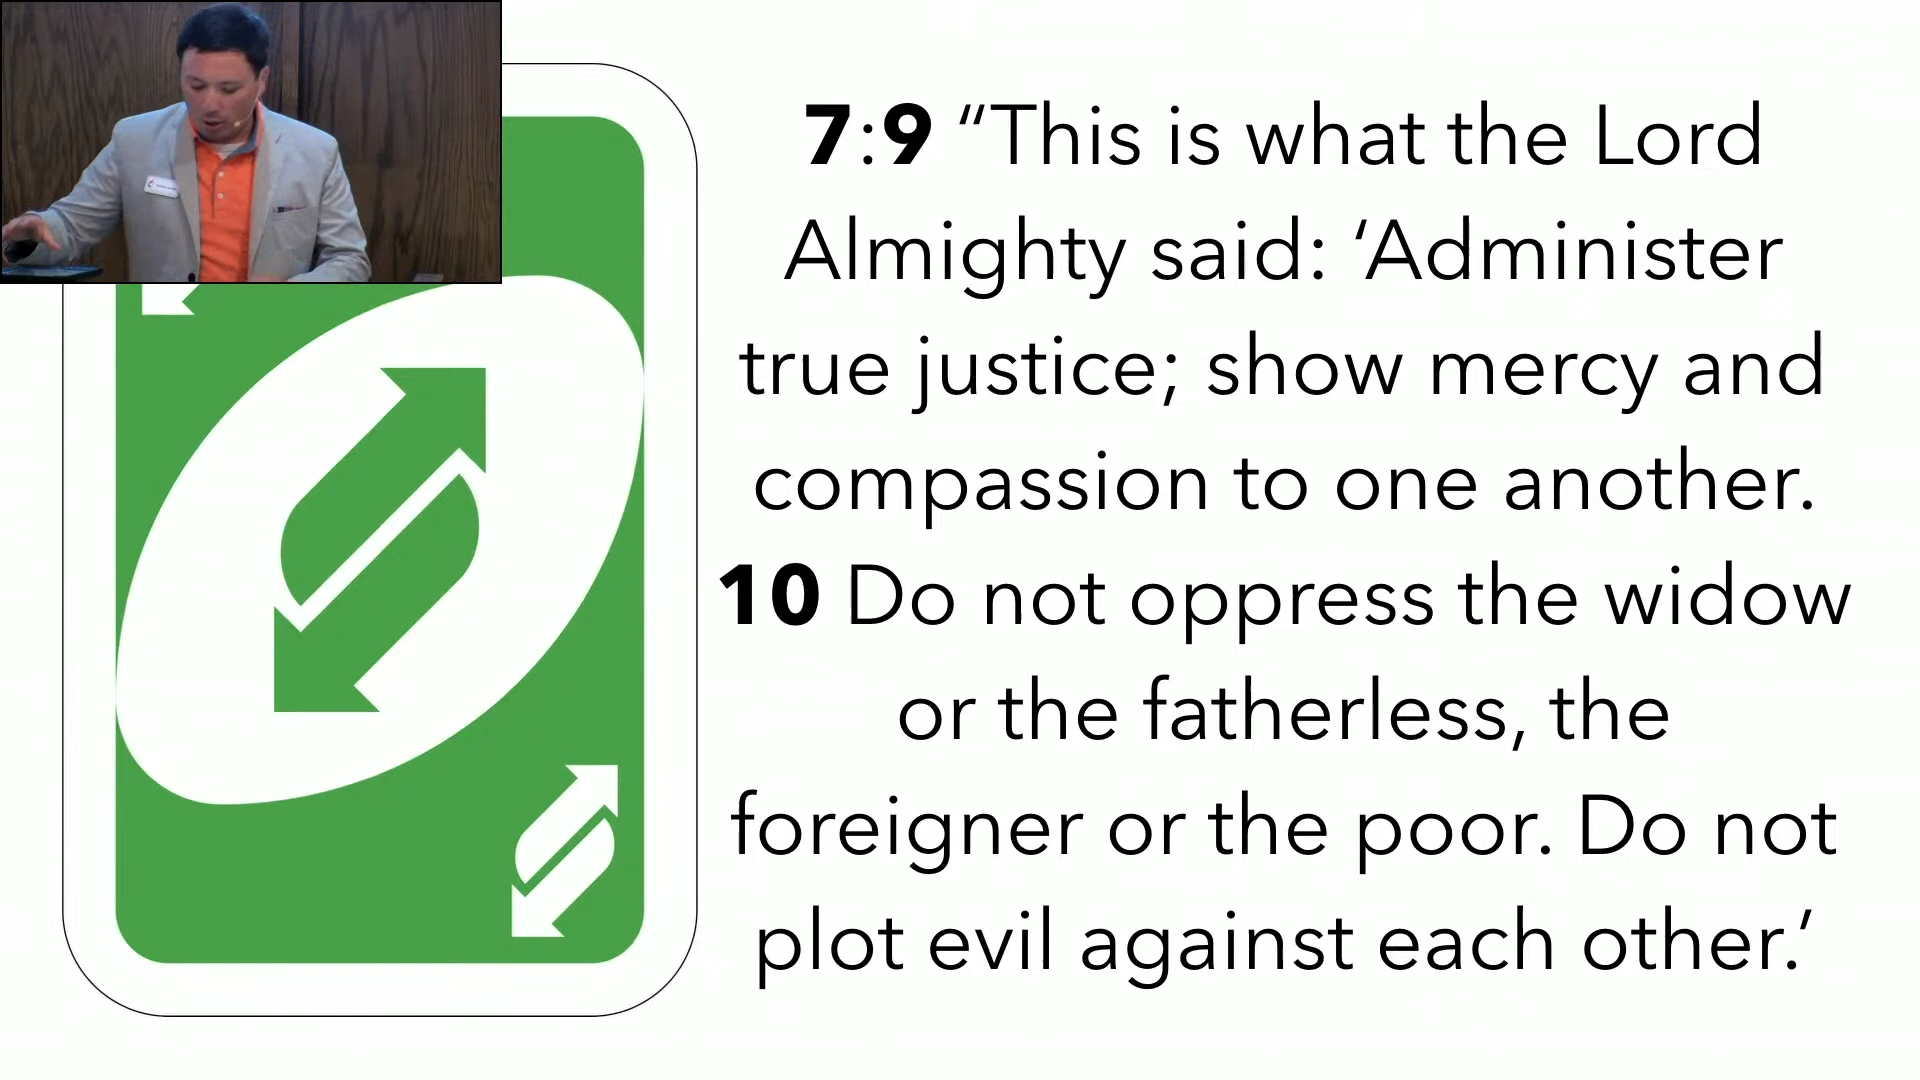 7:9 “This is what the Lord
Almighty said: ‘Administer
true justice; show mercy and
compassion to one another.
10 Do not oppress the widow
or the fatherless, the
foreigner or the poor. Do not
plot evil against each other.’